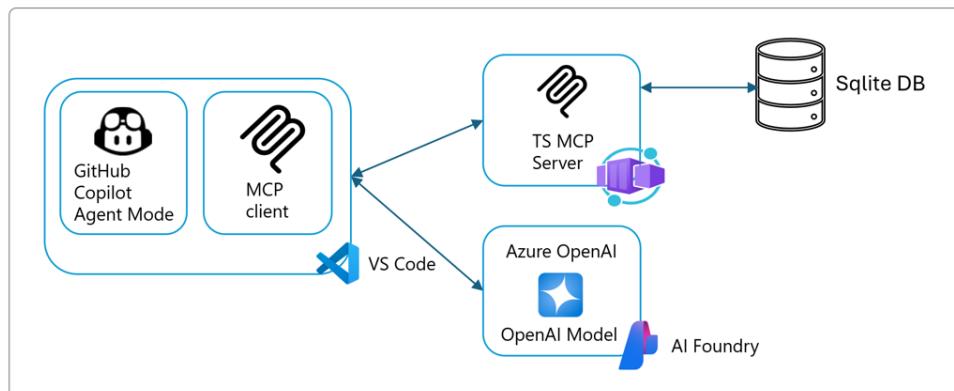 GitHub
Copilot
Agent Mode
MCP
client
VS Code
TS MCP
Server
Sqlite DB
Azure OpenAI
OpenAI Model
AI Foundry